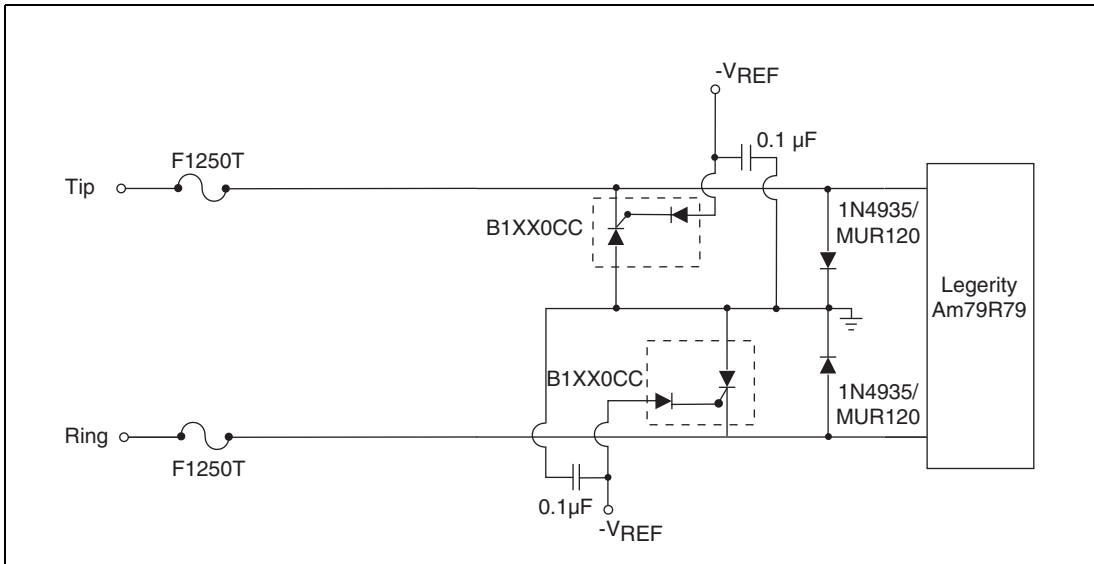 -VREF
0.1 µF
F1250T
Tip
B1XX0CC
1N4935/
MUR120
Legerity
Am79R79
B1XX0CC
1N4935/
MUR120
Ring
F1250T
0.1µF
-VREF